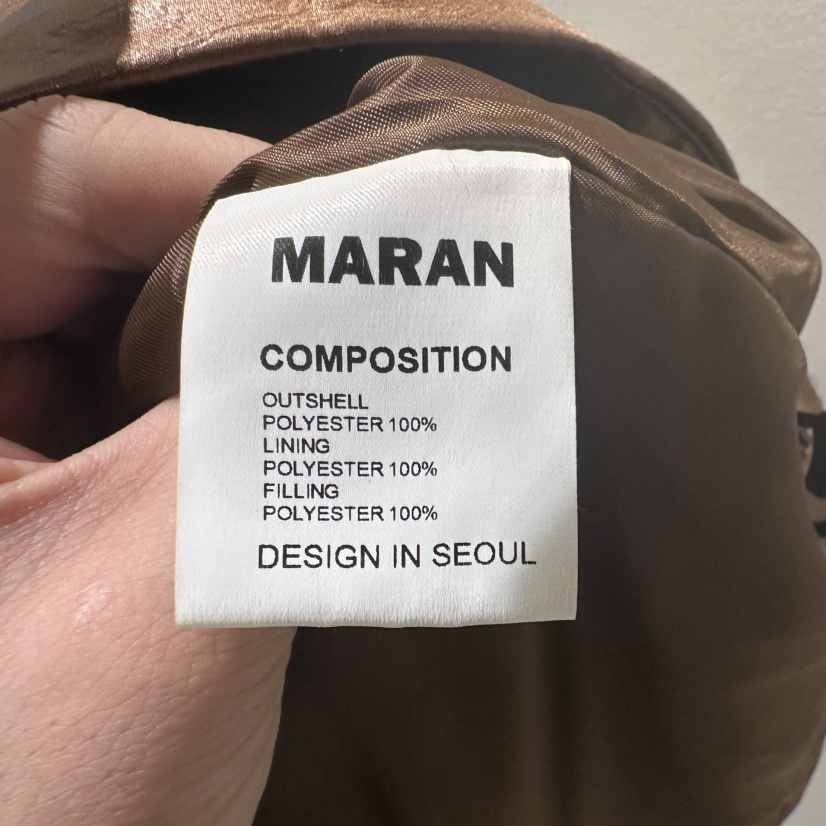 MARAN
COMPOSITION
OUTSHELL
POLYESTER 100%
LINING
POLYESTER 100%
FILLING
POLYESTER 100%
DESIGN IN SEOUL